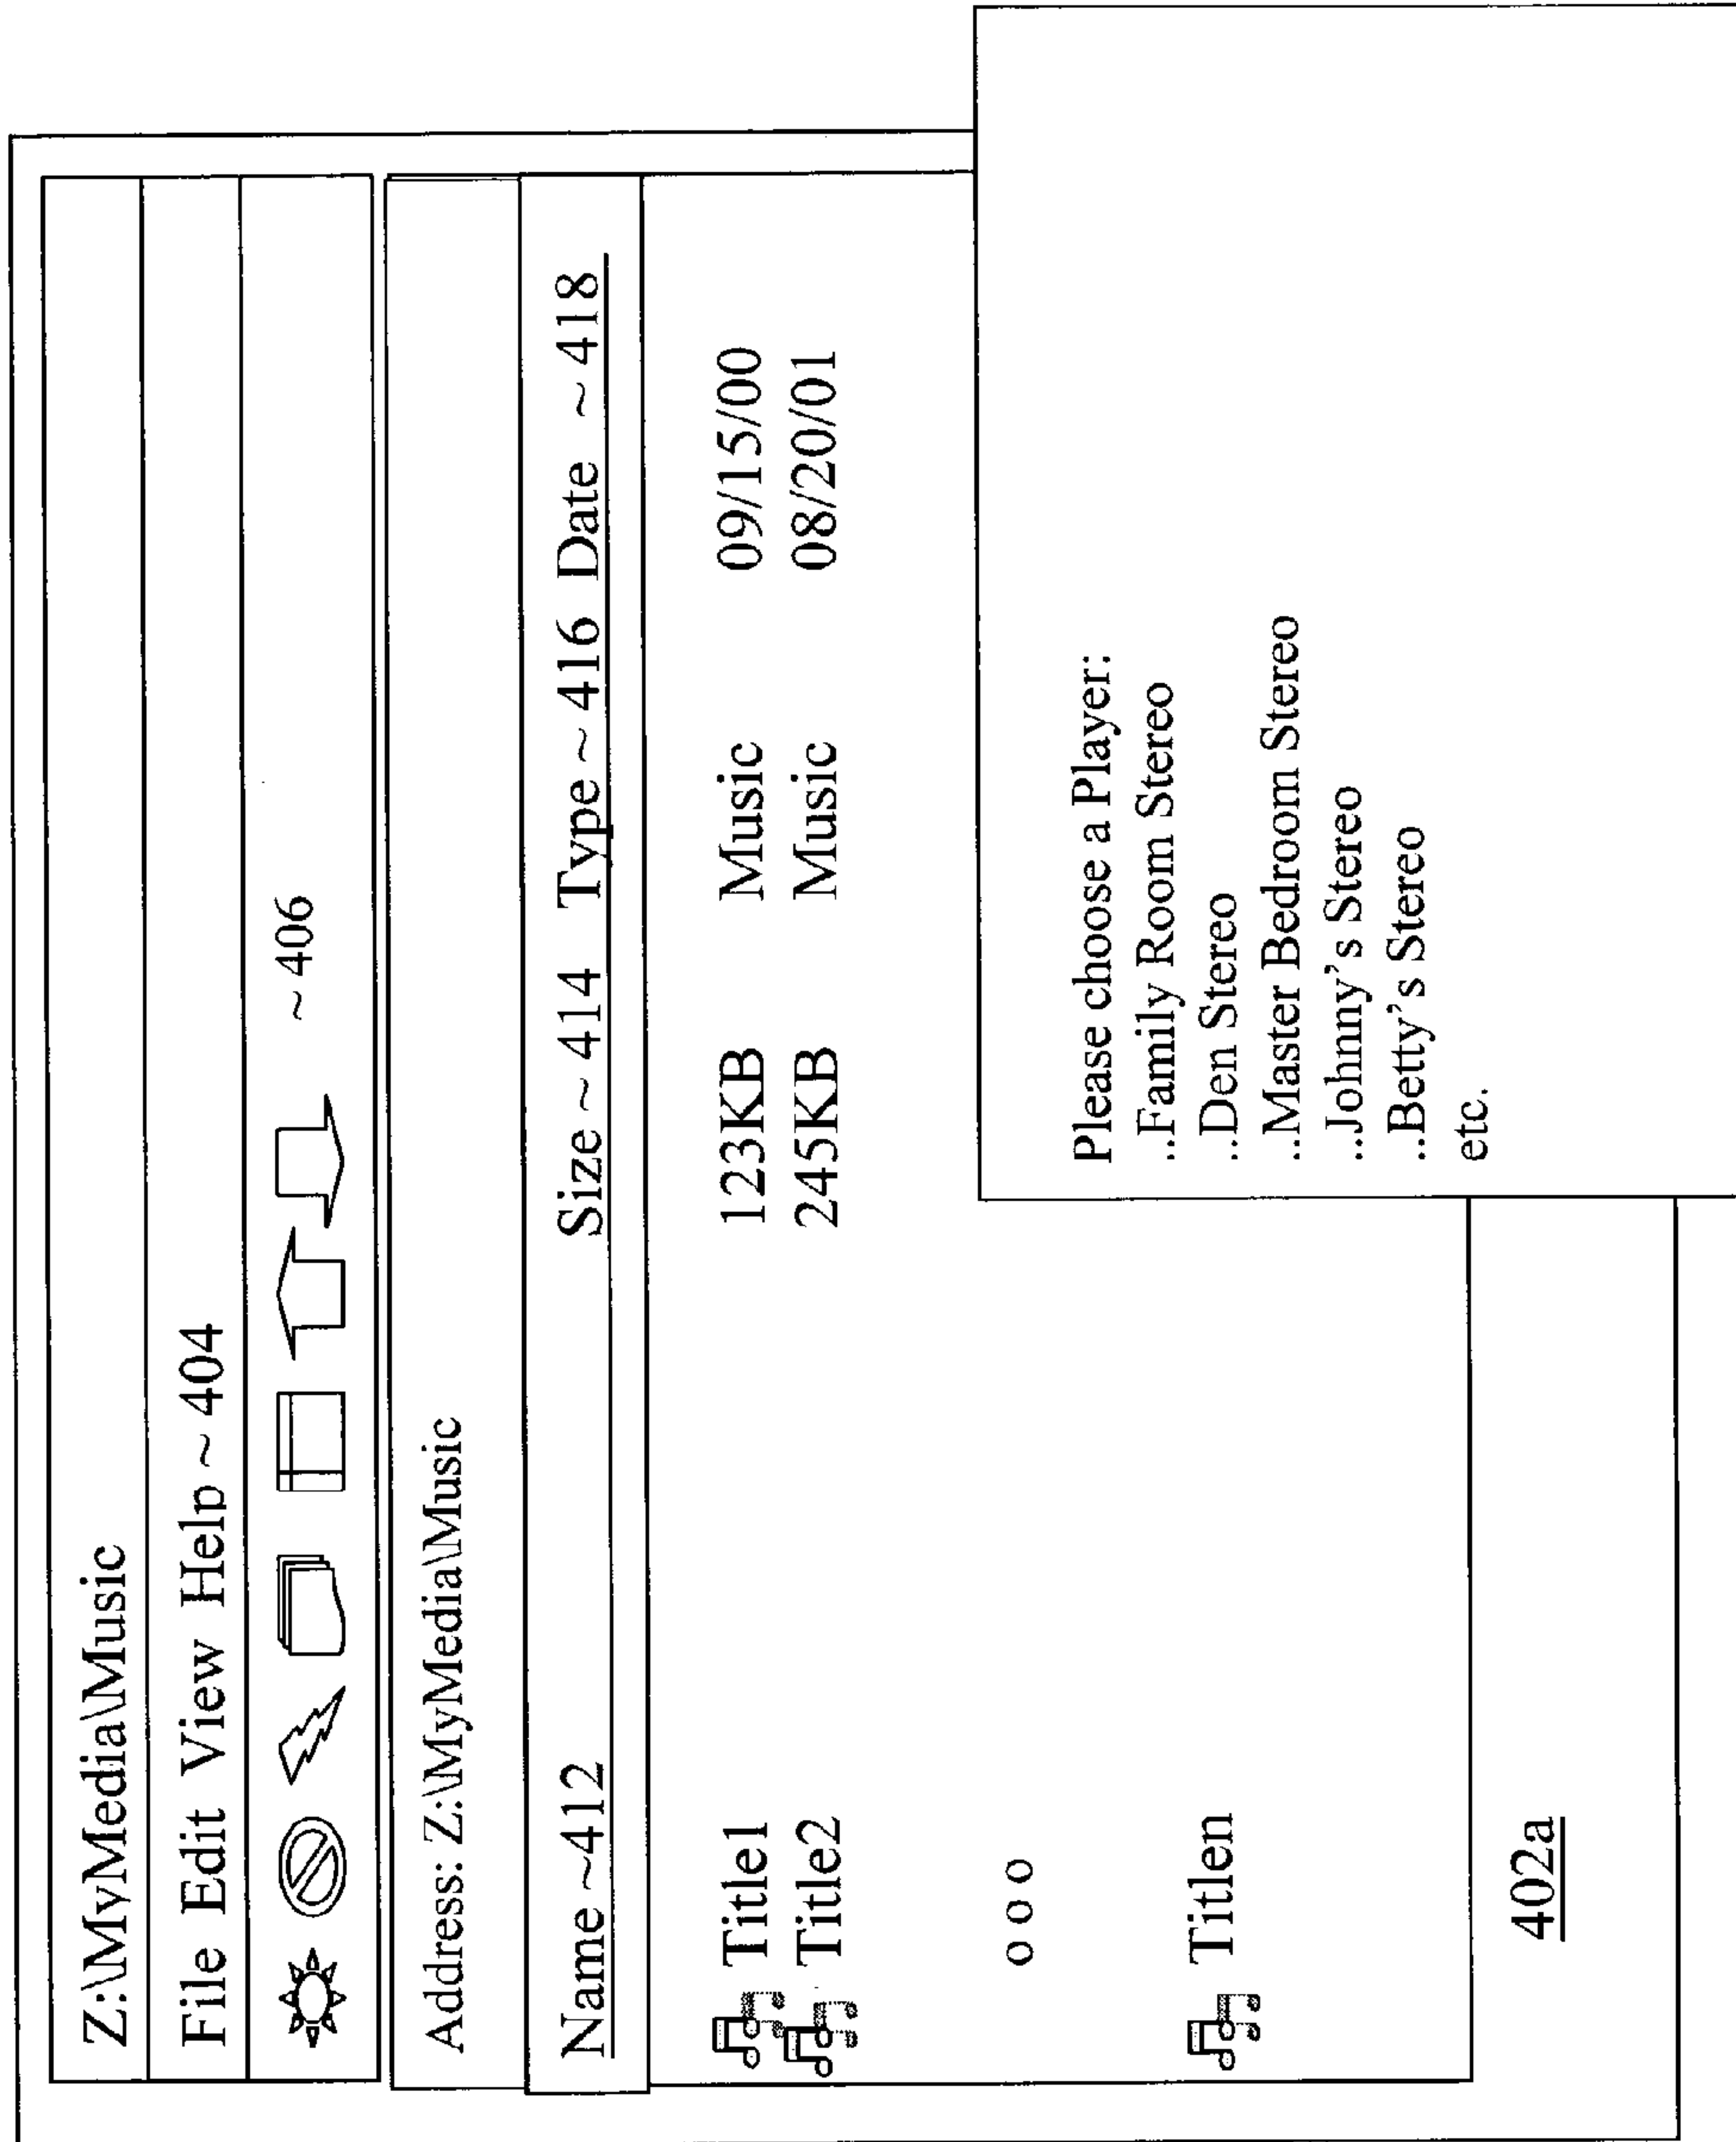 Z:\MyMedia\Music
File Edit View Help ~ 404
~ 406
Address: Z:\MyMedia\Music
Name ~412 Size ~ 414 Type ~ 416 Date ~ 418
Title1 123KB Music 09/15/00
Title2 245KB Music 08/20/01
o o o
Titlen
Please choose a Player:
..Family Room Stereo
..Den Stereo
..Master Bedroom Stereo
..Johnny's Stereo
..Betty's Stereo
etc.
402a